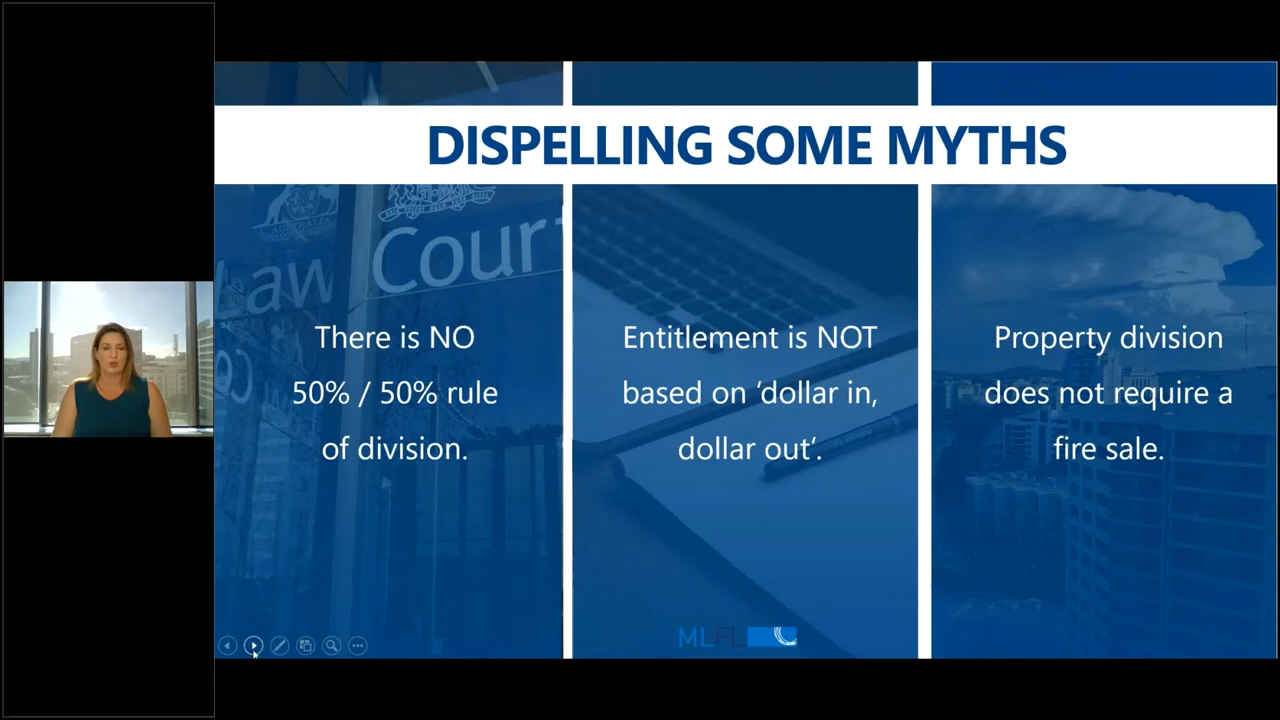 DISPELLING SOME MYTHS
Law Court
There is NO
50% / 50% rule
of division.
Entitlement is NOT
based on ‘dollar in,
dollar out’.
Property division
does not require a
fire sale.
MLFL